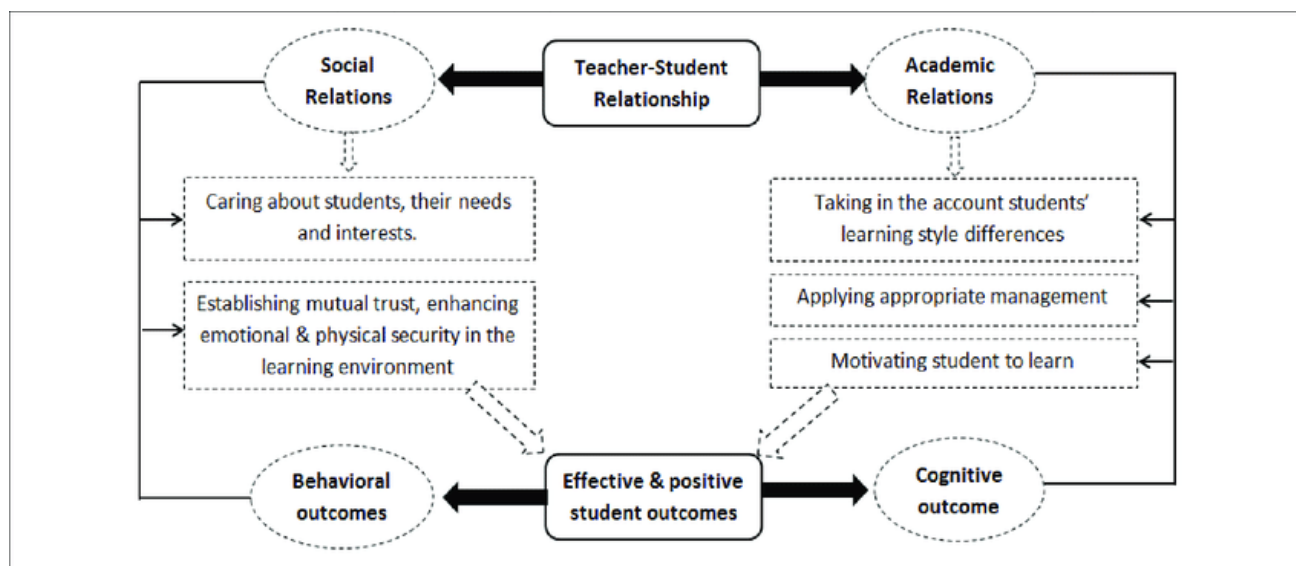 Social
Relations
Teacher-Student
Relationship
Academic
Relations
Caring about students, their needs
and interests.
Taking in the account students'
learning style differences
Establishing mutual trust, enhancing
emotional & physical security in the
learning environment
Applying appropriate management
Motivating student to learn
Behavioral
outcomes
Effective & positive
student outcomes
Cognitive
outcome